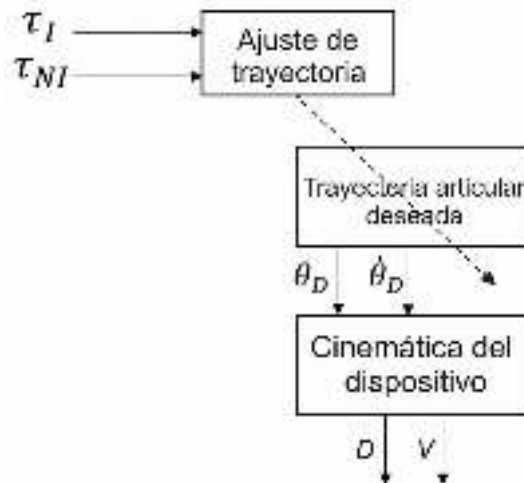 τ_I
τ_NI
Ajuste de
trayectoria
Trayectoria articular
deseada
θ_D θ̇_D
Cinemática del
dispositivo
D V